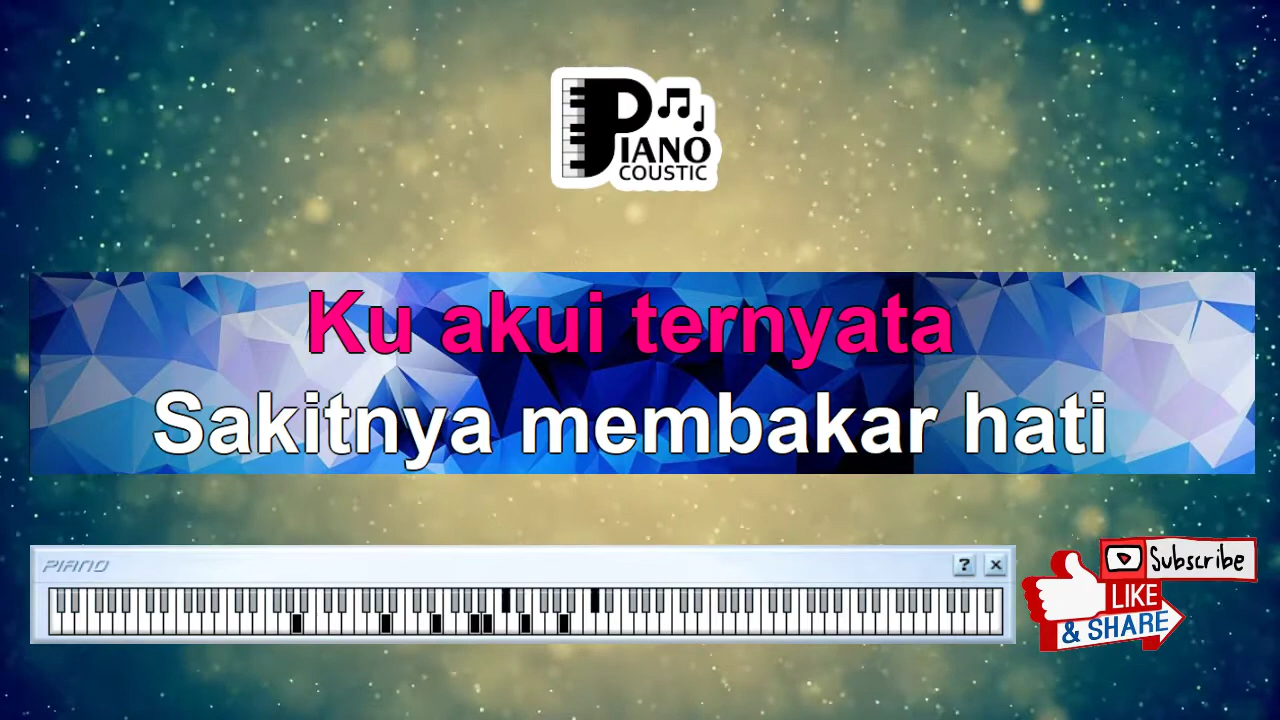 PIANO
COUSTIC
Ku akui ternyata
Sakitnya membakar hati
PIANO
?
Subscribe
LIKE
& SHARE